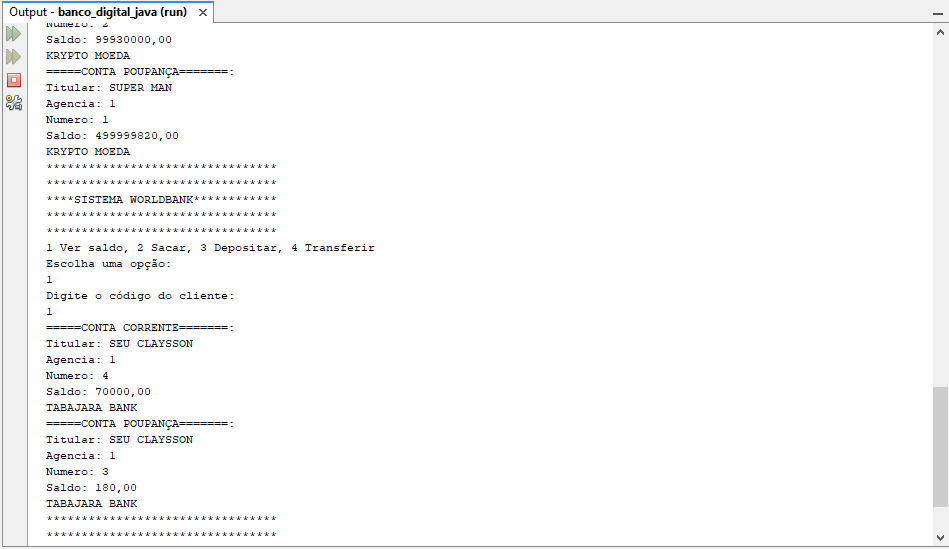 Output - banco_digital_java (run)
Numero: 2
Saldo: 99930000,00
KRYPTO MOEDA
=====CONTA POUPANÇA=======:
Titular: SUPER MAN
Agencia: 1
Numero: 1
Saldo: 499999820,00
KRYPTO MOEDA
*********************************
*********************************
****SISTEMA WORLDBANK************
*********************************
*********************************
1 Ver saldo, 2 Sacar, 3 Depositar, 4 Transferir
Escolha uma opção:
1
Digite o código do cliente:
1
=====CONTA CORRENTE=======:
Titular: SEU CLAYSSON
Agencia: 1
Numero: 4
Saldo: 70000,00
TABAJARA BANK
=====CONTA POUPANÇA=======:
Titular: SEU CLAYSSON
Agencia: 1
Numero: 3
Saldo: 180,00
TABAJARA BANK
*********************************
*********************************